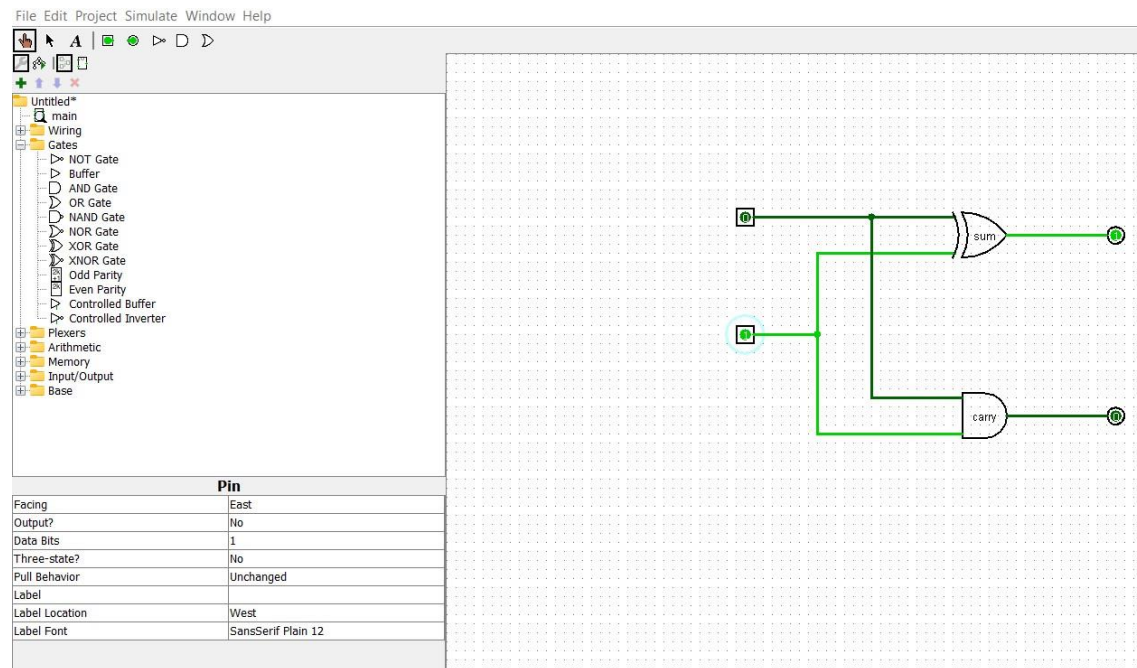 File Edit Project Simulate Window Help
A
Untitled*
main
Wiring
Gates
NOT Gate
Buffer
AND Gate
OR Gate
NAND Gate
NOR Gate
XOR Gate
XNOR Gate
Odd Parity
Even Parity
Controlled Buffer
Controlled Inverter
Plexers
Arithmetic
Memory
Input/Output
Base
Pin
Facing East
Output? No
Data Bits 1
Three-state? No
Pull Behavior Unchanged
Label
Label Location West
Label Font SansSerif Plain 12
0
sum 1
1
carry 0